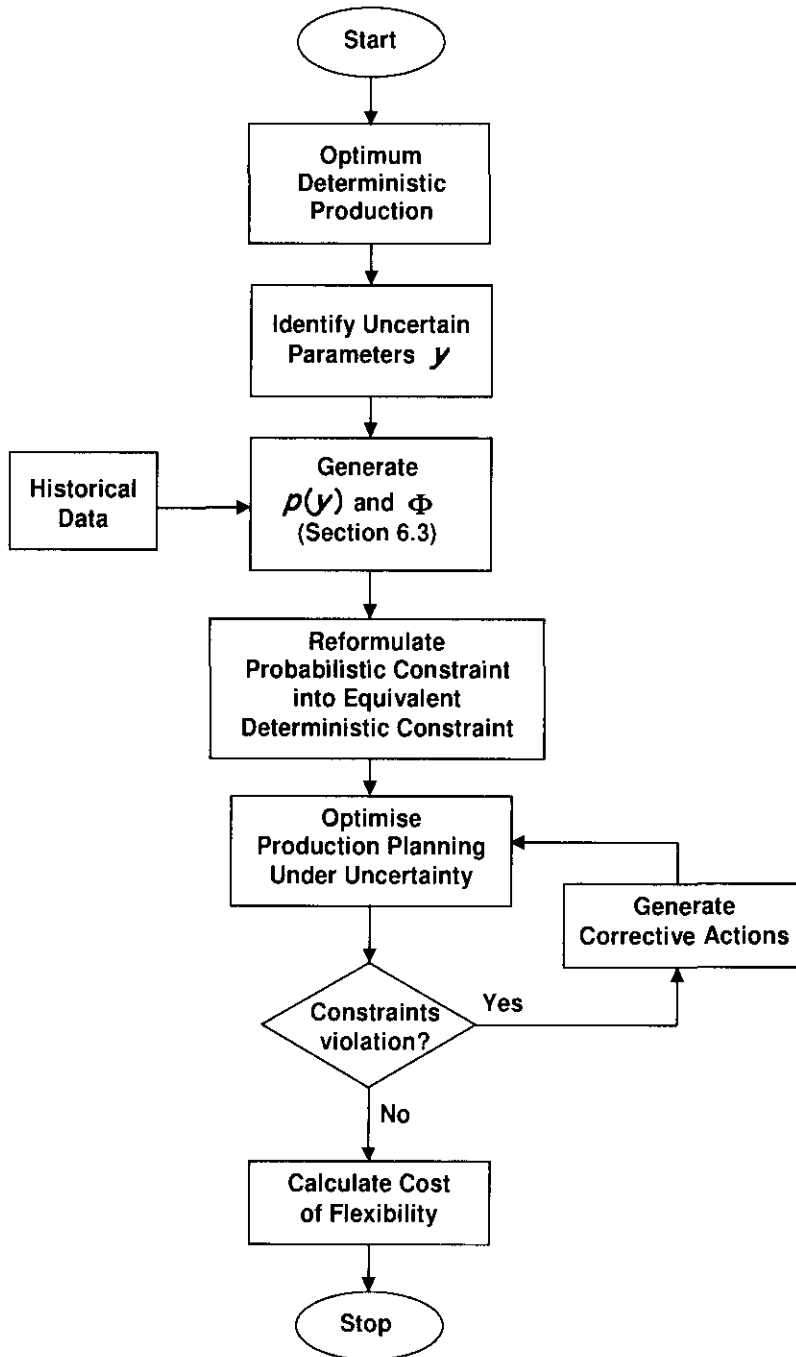 Start
Optimum
Deterministic
Production
Identify Uncertain
Parameters y
Historical
Data
Generate
p(y) and Φ
(Section 6.3)
Reformulate
Probabilistic Constraint
into Equivalent
Deterministic Constraint
Optimise
Production Planning
Under Uncertainty
Generate
Corrective Actions
Constraints
violation?
Yes
No
Calculate Cost
of Flexibility
Stop